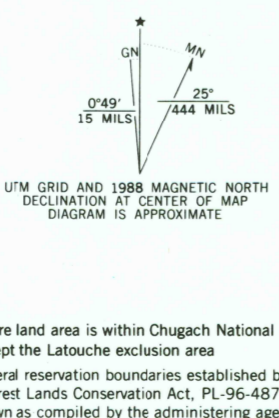 ★
GN
MN
0°49'
15 MILS
25°
444 MILS
UTM GRID AND 1988 MAGNETIC NORTH
DECLINATION AT CENTER OF MAP
DIAGRAM IS APPROXIMATE
re land area is within Chugach National
ept the Latouche exclusion area
eral reservation boundaries established b
rest Lands Conservation Act, PL-96-487
wn as compiled by the administering age